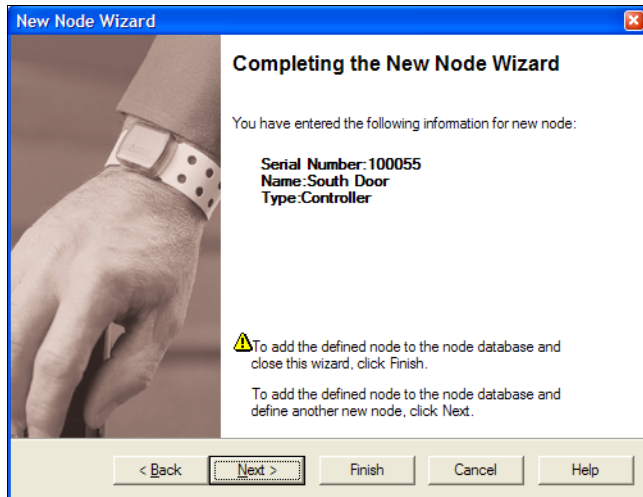 New Node Wizard
Completing the New Node Wizard
You have entered the following information for new node:
Serial Number:100055
Name:South Door
Type:Controller
To add the defined node to the node database and
close this wizard, click Finish.
To add the defined node to the node database and
define another new node, click Next.
< Back
Next >
Finish
Cancel
Help